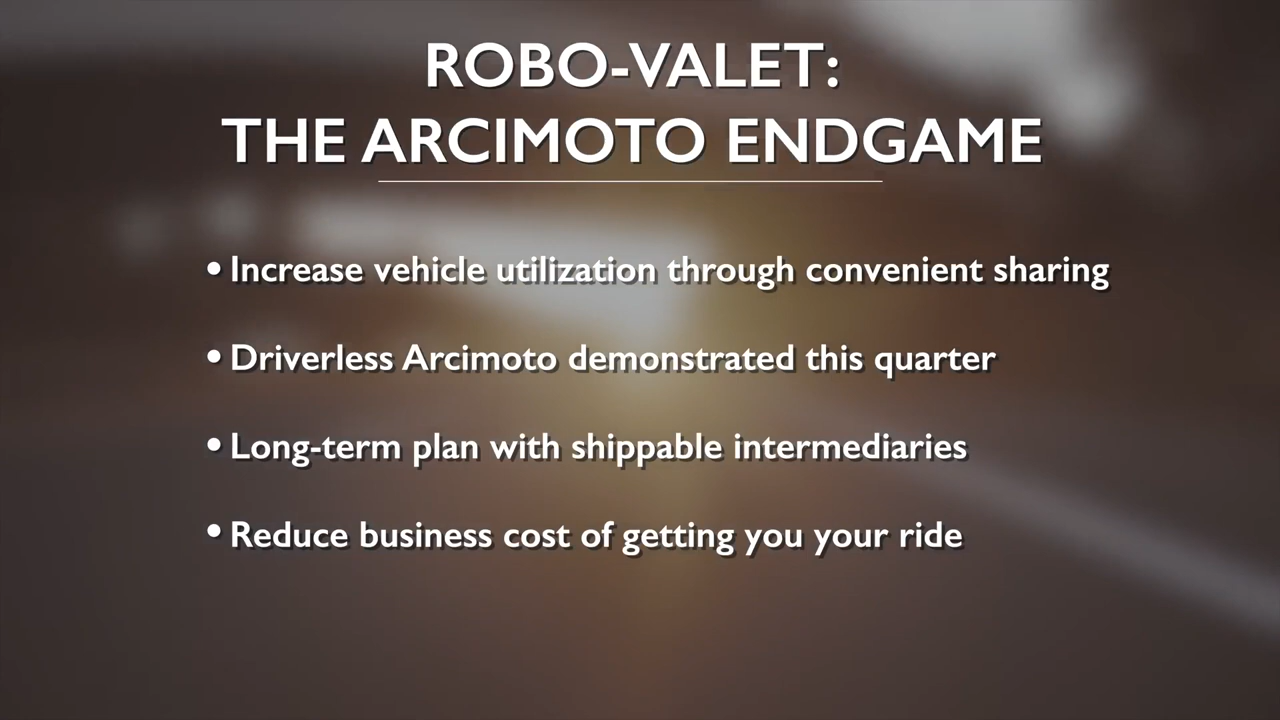 ROBO-VALET:
THE ARCIMOTO ENDGAME
• Increase vehicle utilization through convenient sharing
• Driverless Arcimoto demonstrated this quarter
• Long-term plan with shippable intermediaries
• Reduce business cost of getting you your ride